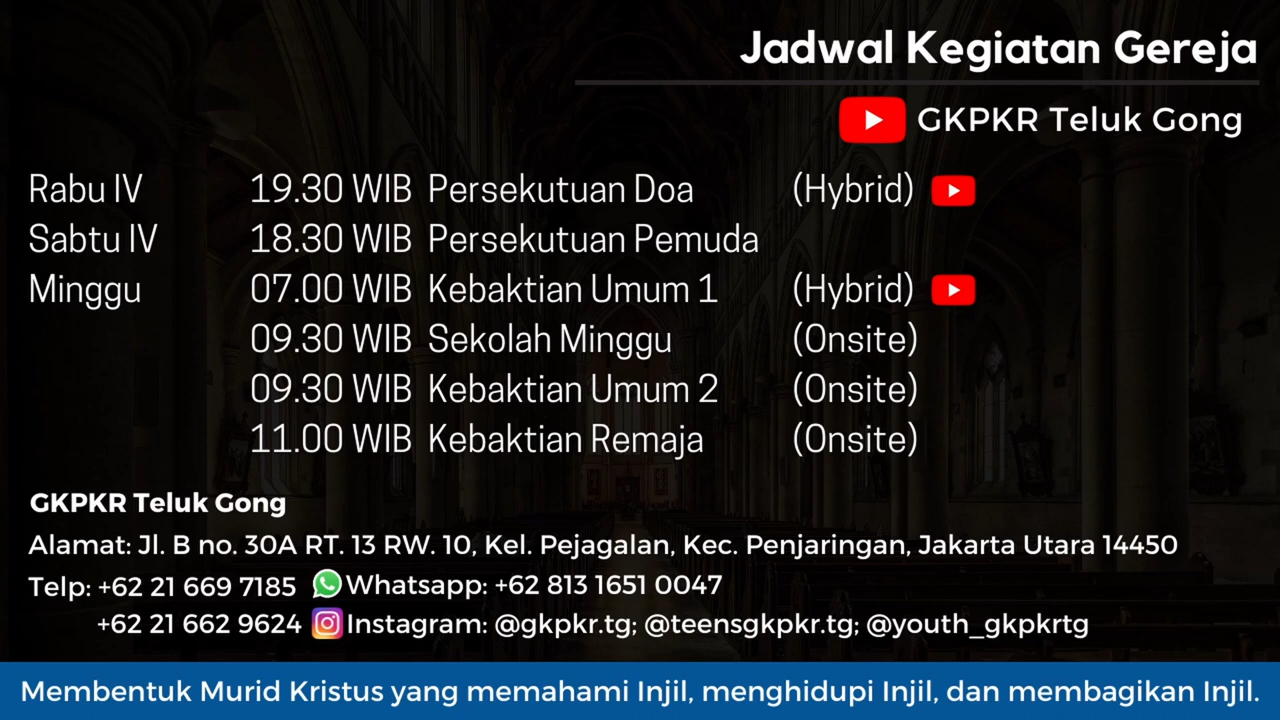 Jadwal Kegiatan Gereja
GKPKR Teluk Gong
Rabu IV 19.30 WIB Persekutuan Doa (Hybrid)
Sabtu IV 18.30 WIB Persekutuan Pemuda
Minggu 07.00 WIB Kebaktian Umum 1 (Hybrid)
09.30 WIB Sekolah Minggu (Onsite)
09.30 WIB Kebaktian Umum 2 (Onsite)
11.00 WIB Kebaktian Remaja (Onsite)
GKPKR Teluk Gong
Alamat: Jl. B no. 30A RT. 13 RW. 10, Kel. Pejagalan, Kec. Penjaringan, Jakarta Utara 14450
Telp: +62 21 669 7185 Whatsapp: +62 813 1651 0047
+62 21 662 9624 Instagram: @gkpkr.tg; @teensgkpkr.tg; @youth_gkpkrtg
Membentuk Murid Kristus yang memahami Injil, menghidupi Injil, dan membagikan Injil.